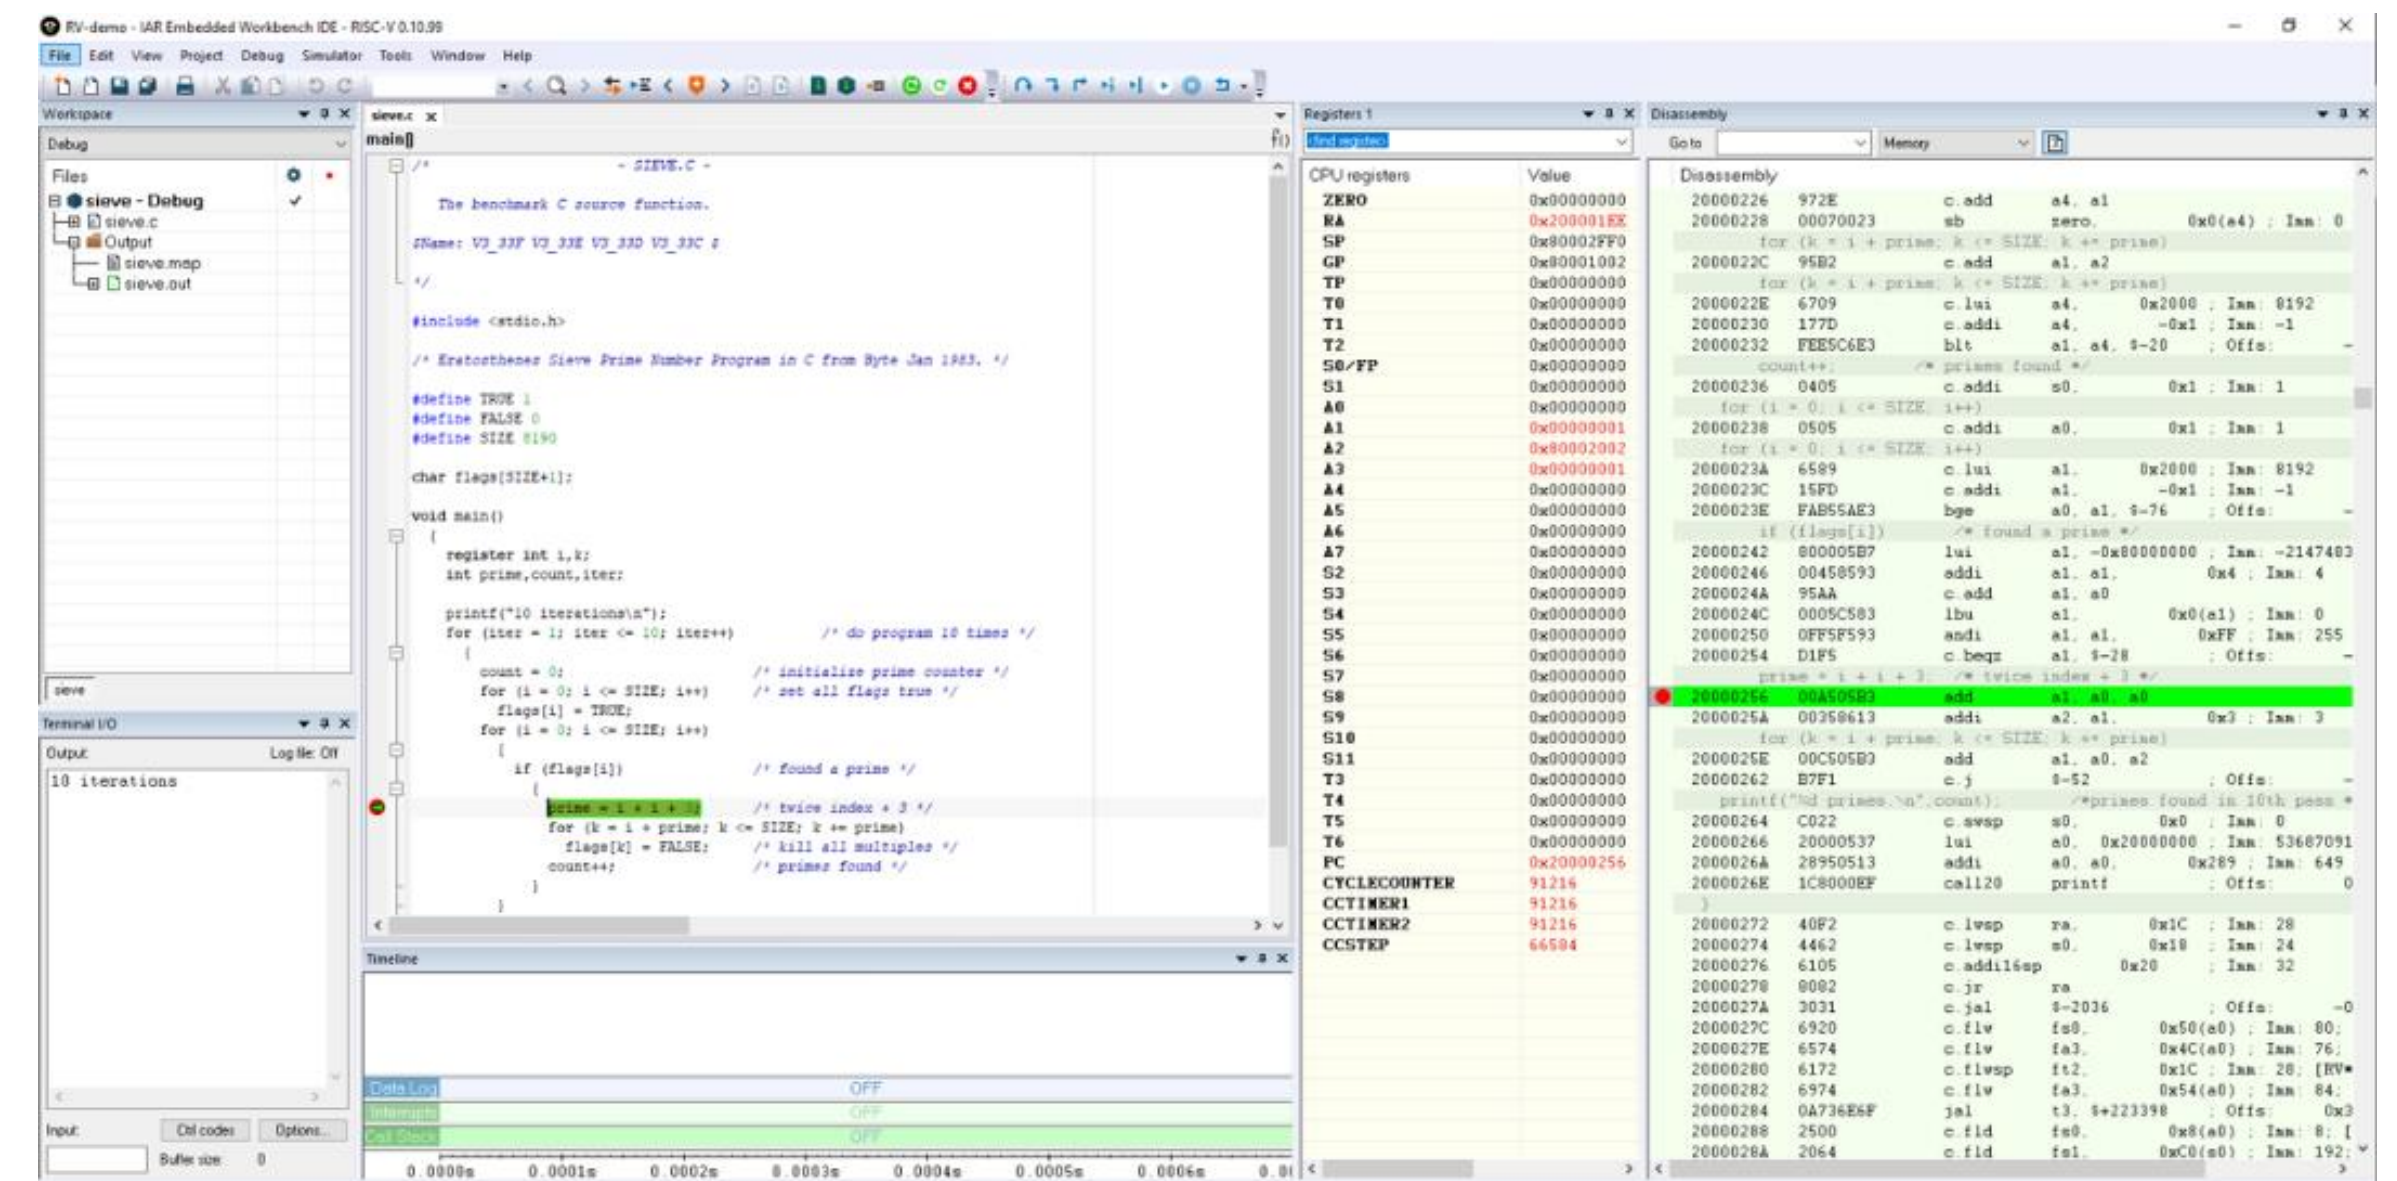 RV-demo - IAR Embedded Workbench IDE - RISC-V 0.10.99
File Edit View Project Debug Simulator Tools Window Help
Workspace
Debug
Files
sieve - Debug
sieve.c
Output
sieve.map
sieve.out
sieve
Terminal I/O
Output: Log file: Off
10 iterations
Input: Ctrl codes Options...
Buffer size: 0
sieve.c
main()
f()
/* - SIEVE.C -
The benchmark C source function.
$Name: V3_33F V3_33E V3_33D V3_33C $
*/
#include <stdio.h>
/* Eratosthenes Sieve Prime Number Program in C from Byte Jan 1983. */
#define TRUE 1
#define FALSE 0
#define SIZE 8190
char flags[SIZE+1];
void main()
{
register int i,k;
int prime,count,iter;
printf("10 iterations\n");
for (iter = 1; iter <= 10; iter++) /* do program 10 times */
{
count = 0; /* initialize prime counter */
for (i = 0; i <= SIZE; i++) /* set all flags true */
flags[i] = TRUE;
for (i = 0; i <= SIZE; i++)
{
if (flags[i]) /* found a prime */
{
prime = i + i + 3; /* twice index + 3 */
for (k = i + prime; k <= SIZE; k += prime)
flags[k] = FALSE; /* kill all multiples */
count++; /* primes found */
}
}
Timeline
Data Log OFF
Interrupts OFF
Call Stack OFF
0.0000s 0.0001s 0.0002s 0.0003s 0.0004s 0.0005s 0.0006s
Registers 1
<find register>
CPU registers Value
ZERO 0x00000000
RA 0x200001EE
SP 0x80002FF0
GP 0x80001002
TP 0x00000000
T0 0x00000000
T1 0x00000000
T2 0x00000000
S0/FP 0x00000000
S1 0x00000000
A0 0x00000000
A1 0x00000001
A2 0x80002002
A3 0x00000001
A4 0x00000000
A5 0x00000000
A6 0x00000000
A7 0x00000000
S2 0x00000000
S3 0x00000000
S4 0x00000000
S5 0x00000000
S6 0x00000000
S7 0x00000000
S8 0x00000000
S9 0x00000000
S10 0x00000000
S11 0x00000000
T3 0x00000000
T4 0x00000000
T5 0x00000000
T6 0x00000000
PC 0x20000256
CYCLECOUNTER 91216
CCTIMER1 91216
CCTIMER2 91216
CCSTEP 66584
Disassembly
Go to Memory
Disassembly
20000226 972E c.add a4, a1
20000228 00070023 sb zero, 0x0(a4) ; Imm: 0
for (k = i + prime; k <= SIZE; k += prime)
2000022C 95B2 c.add a1, a2
for (k = i + prime; k <= SIZE; k += prime)
2000022E 6709 c.lui a4, 0x2000 ; Imm: 8192
20000230 177D c.addi a4, -0x1 ; Imm: -1
20000232 FEE5C6E3 blt a1, a4, $-20 ; Offs: -
count++; /* primes found */
20000236 0405 c.addi s0, 0x1 ; Imm: 1
for (i = 0; i <= SIZE; i++)
20000238 0505 c.addi a0, 0x1 ; Imm: 1
for (i = 0; i <= SIZE; i++)
2000023A 6589 c.lui a1, 0x2000 ; Imm: 8192
2000023C 15FD c.addi a1, -0x1 ; Imm: -1
2000023E FAB55AE3 bge a0, a1, $-76 ; Offs: -
if (flags[i]) /* found a prime */
20000242 800005B7 lui a1, -0x80000000 ; Imm: -2147483
20000246 00458593 addi a1, a1, 0x4 ; Imm: 4
2000024A 95AA c.add a1, a0
2000024C 0005C583 lbu a1, 0x0(a1) ; Imm: 0
20000250 0FF5F593 andi a1, a1, 0xFF ; Imm: 255
20000254 D1F5 c.beqz a1, $-28 ; Offs: -
prime = i + i + 3; /* twice index + 3 */
20000256 00A505B3 add a1, a0, a0
2000025A 00358613 addi a2, a1, 0x3 ; Imm: 3
for (k = i + prime; k <= SIZE; k += prime)
2000025E 00C505B3 add a1, a0, a2
20000262 B7F1 c.j $-52 ; Offs: -
printf("%d primes.\n",count); /*primes found in 10th pass *
20000264 C022 c.swsp s0, 0x0 ; Imm: 0
20000266 20000537 lui a0, 0x20000000 ; Imm: 53687091
2000026A 28950513 addi a0, a0, 0x289 ; Imm: 649
2000026E 1C8000EF call20 printf ; Offs: 0
}
20000272 40F2 c.lwsp ra, 0x1C ; Imm: 28
20000274 4462 c.lwsp s0, 0x18 ; Imm: 24
20000276 6105 c.addi16sp 0x20 ; Imm: 32
20000278 8082 c.jr ra
2000027A 3031 c.jal $-2036 ; Offs: -0
2000027C 6920 c.flw fs0, 0x50(a0) ; Imm: 80;
2000027E 6574 c.flw fa3, 0x4C(a0) ; Imm: 76;
20000280 6172 c.flwsp ft2, 0x1C ; Imm: 28; [RV*
20000282 6974 c.flw fa3, 0x54(a0) ; Imm: 84;
20000284 0A736E6F jal t3, $+223398 ; Offs: 0x3
20000288 2500 c.fld fs0, 0x8(a0) ; Imm: 8; [
2000028A 2064 c.fld fs1, 0xC0(s0) ; Imm: 192;